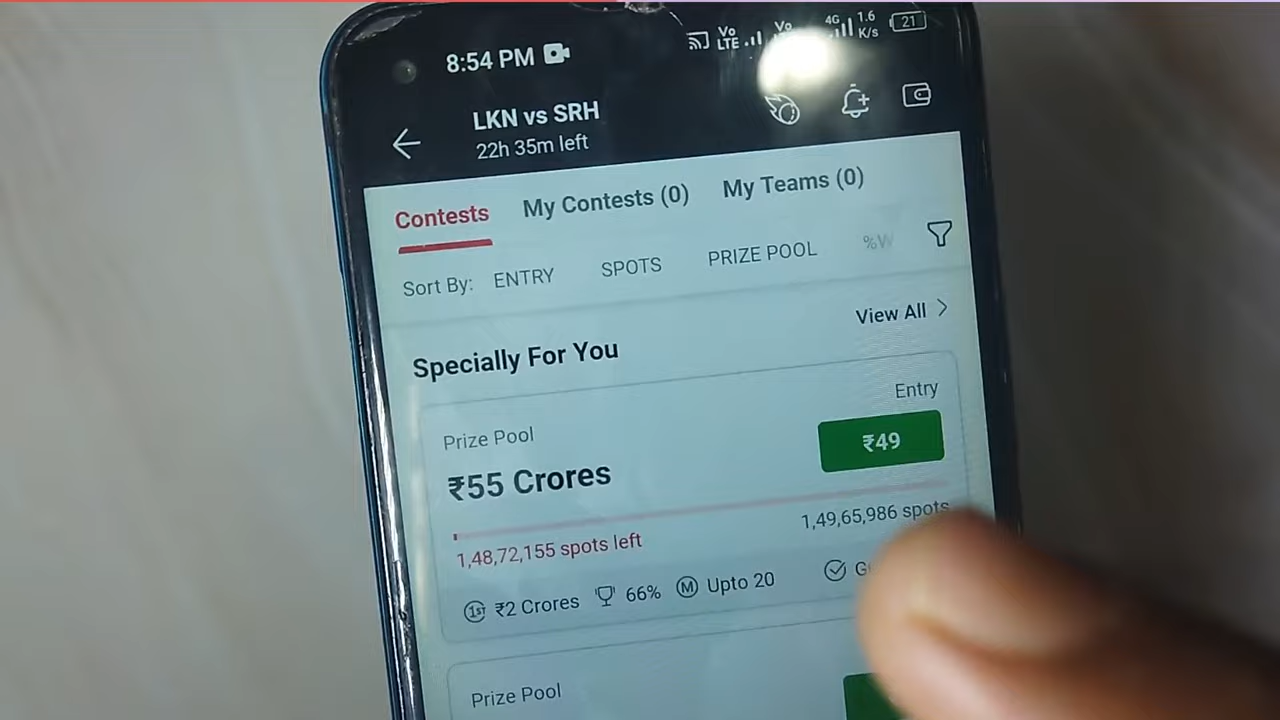 8:54 PM Vo LTE Vo 4G 1.6 K/s 21
LKN vs SRH
22h 35m left
Contests My Contests (0) My Teams (0)
Sort By: ENTRY SPOTS PRIZE POOL %W
Specially For You View All
Prize Pool Entry
₹55 Crores ₹49
1,48,72,155 spots left 1,49,65,986 spots
1st ₹2 Crores 66% M Upto 20 G
Prize Pool